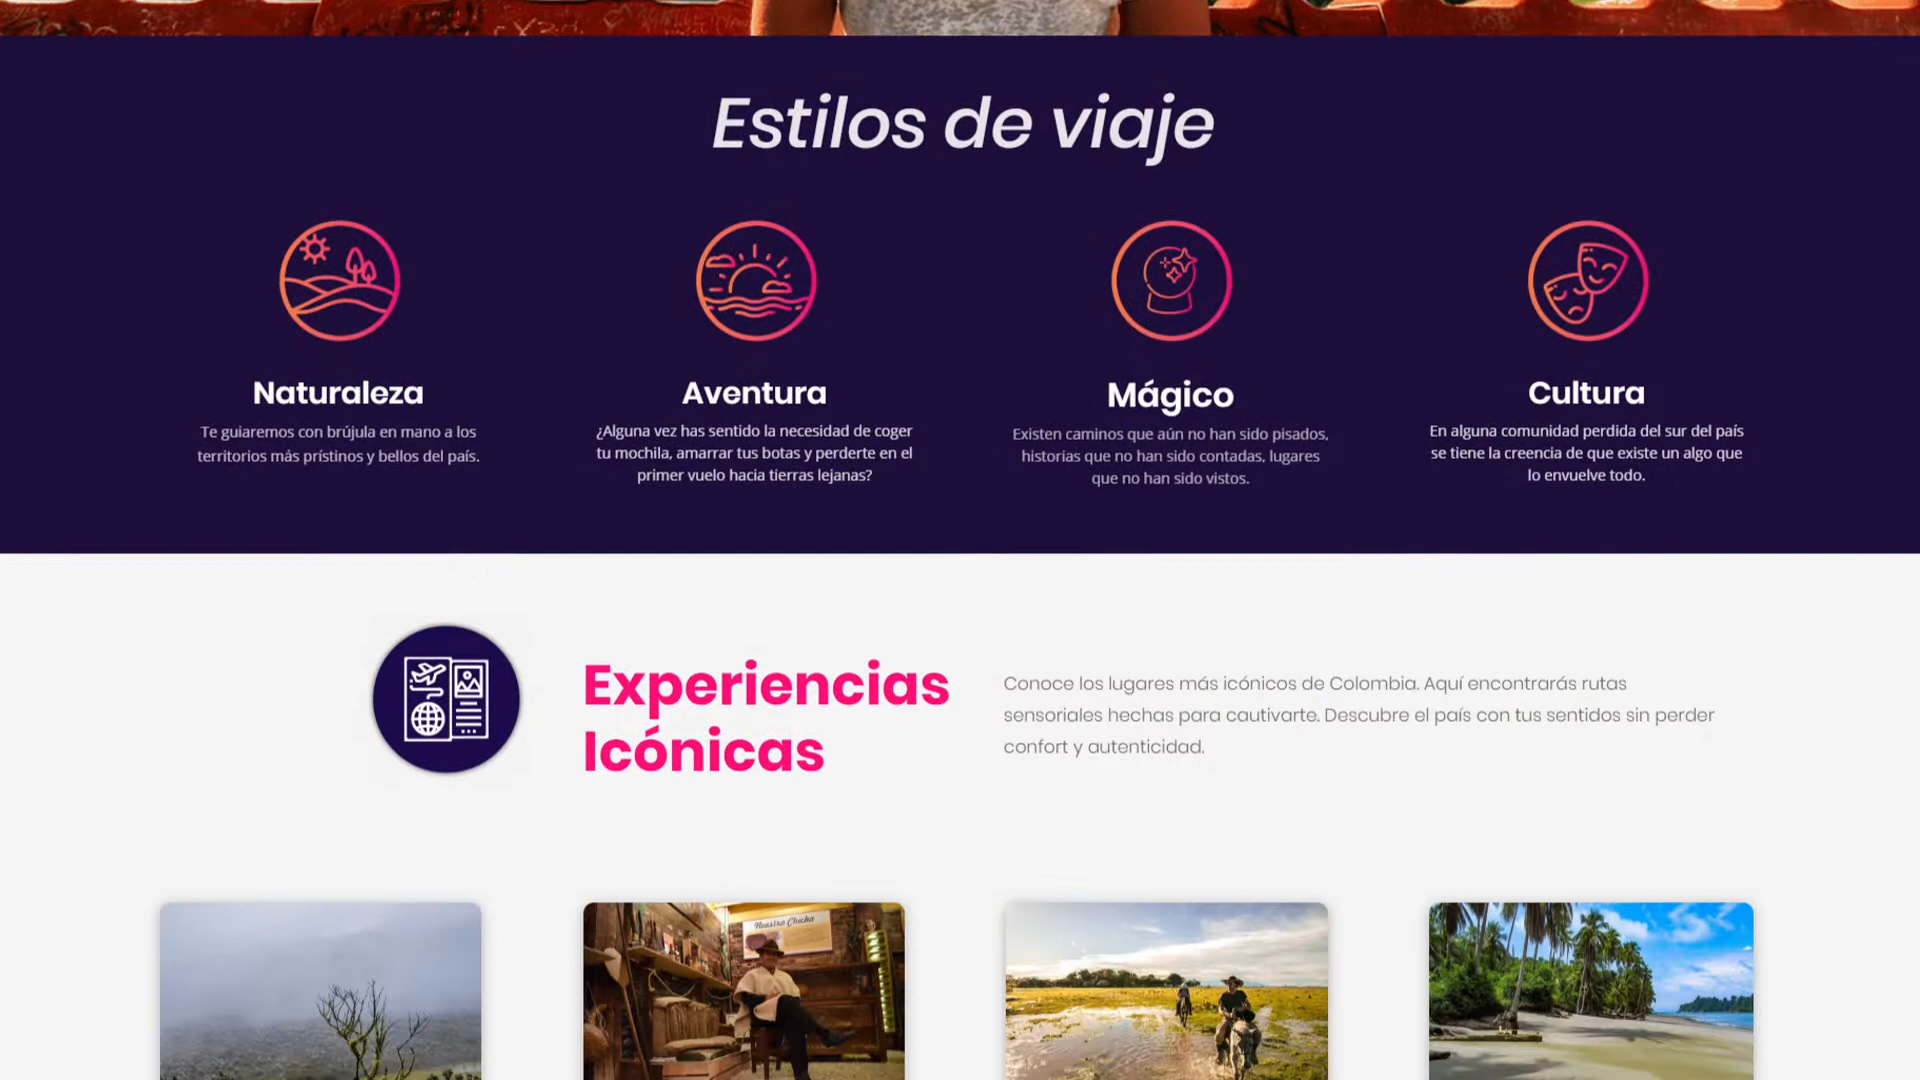 Estilos de viaje
Naturaleza
Te guiaremos con brújula en mano a los
territorios más prístinos y bellos del país.
Aventura
¿Alguna vez has sentido la necesidad de coger
tu mochila, amarrar tus botas y perderte en el
primer vuelo hacia tierras lejanas?
Mágico
Existen caminos que aún no han sido pisados,
historias que no han sido contadas, lugares
que no han sido vistos.
Cultura
En alguna comunidad perdida del sur del país
se tiene la creencia de que existe un algo que
lo envuelve todo.
Experiencias
Icónicas
Conoce los lugares más icónicos de Colombia. Aquí encontrarás rutas
sensoriales hechas para cautivarte. Descubre el país con tus sentidos sin perder
confort y autenticidad.
Nuestra Chicha